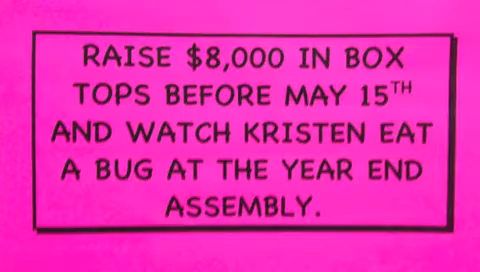 RAISE $8,000 IN BOX
TOPS BEFORE MAY 15TH
AND WATCH KRISTEN EAT
A BUG AT THE YEAR END
ASSEMBLY.